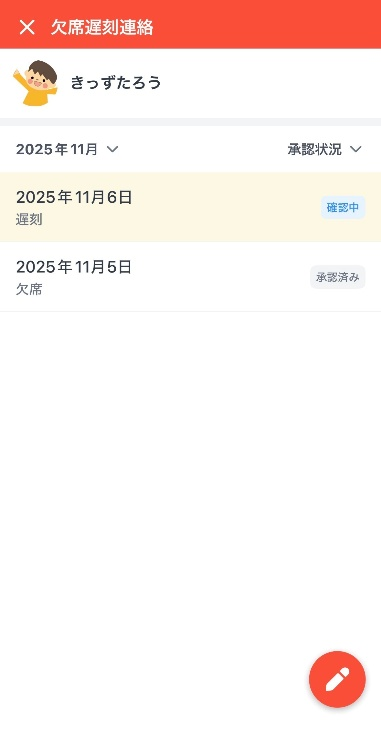 欠席遅刻連絡
きっずたろう
2025年11月 承認状況
2025年11月6日
遅刻 確認中
2025年11月5日
欠席 承認済み